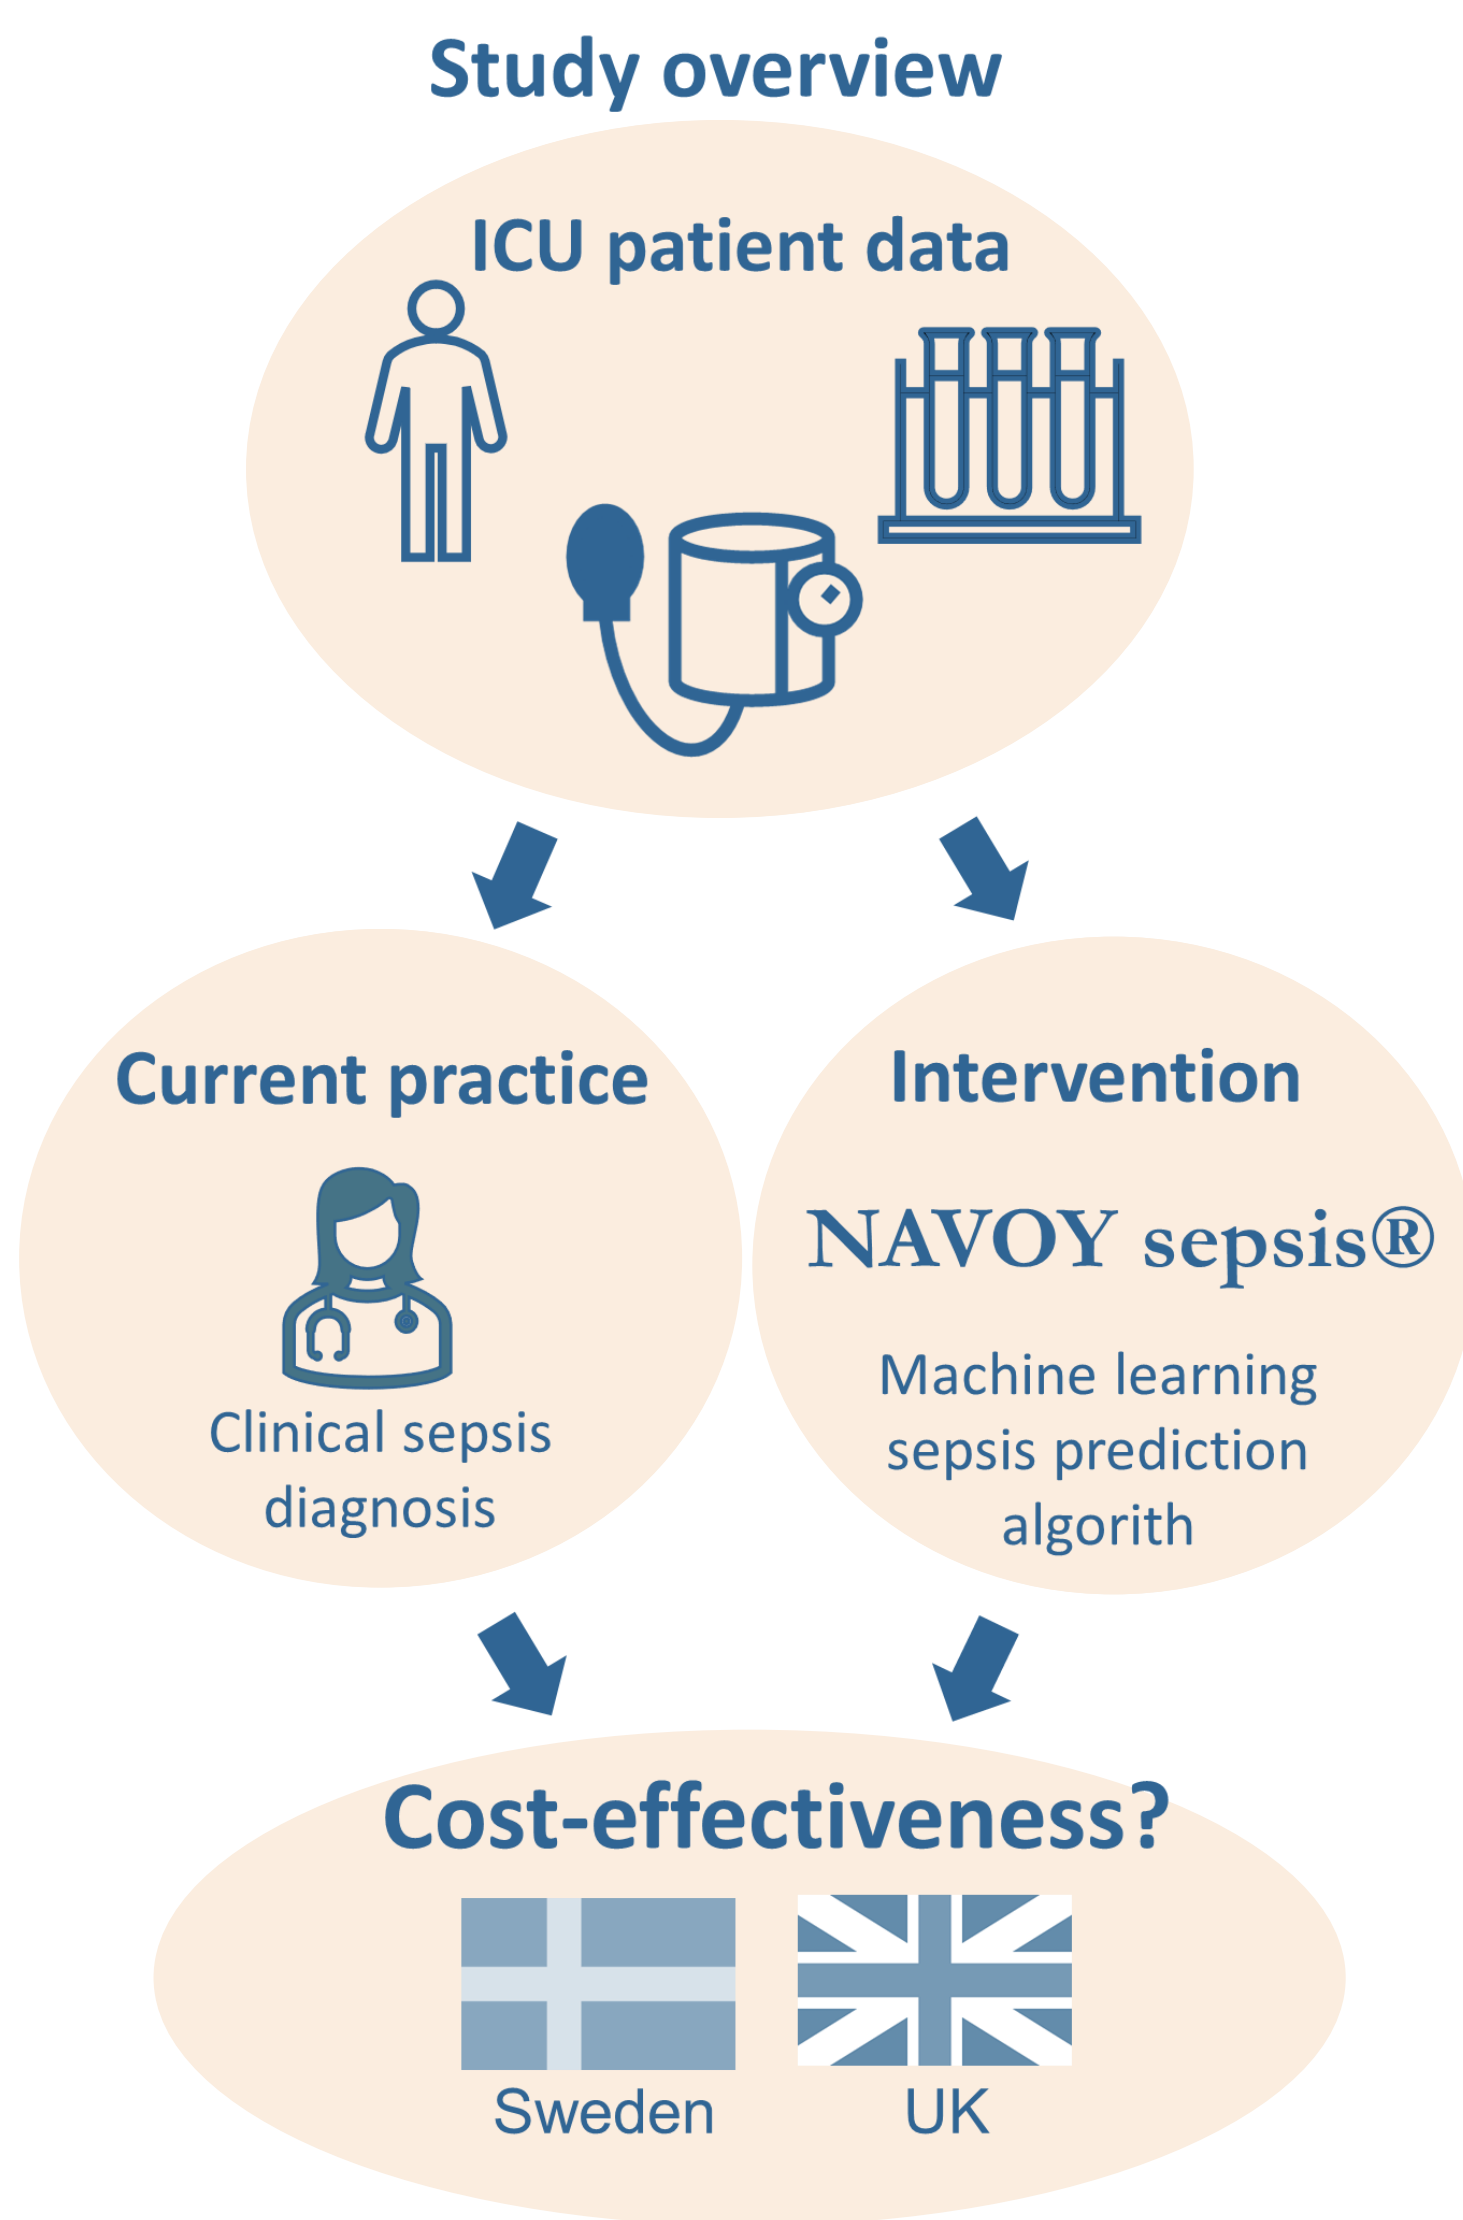 Study overview
ICU patient data
Current practice
Clinical sepsis
diagnosis
Intervention
NAVOY sepsis®
Machine learning
sepsis prediction
algorith
Cost-effectiveness?
Sweden
UK